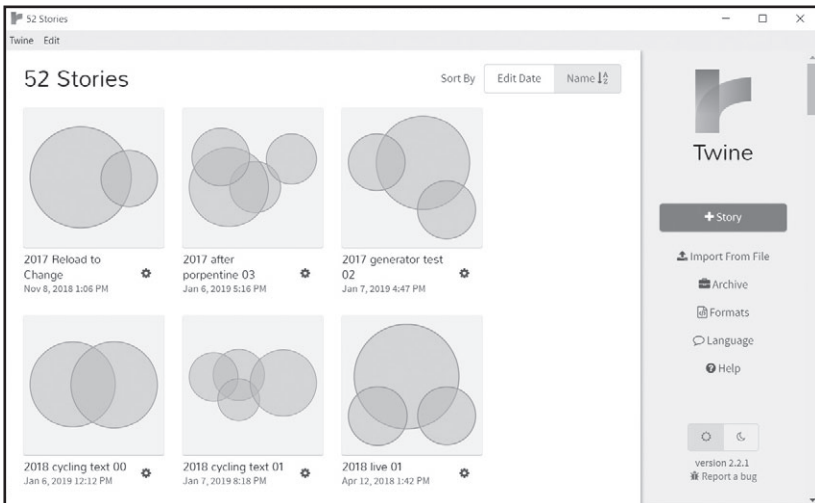 52 Stories
Twine Edit
52 Stories
Sort By Edit Date Name
2017 Reload to
Change
Nov 8, 2018 1:06 PM
2017 after
porpentine 03
Jan 6, 2019 5:16 PM
2017 generator test
02
Jan 7, 2019 4:47 PM
2018 cycling text 00
Jan 6, 2019 12:12 PM
2018 cycling text 01
Jan 7, 2019 8:18 PM
2018 live 01
Apr 12, 2018 1:42 PM
Twine
+ Story
Import From File
Archive
Formats
Language
Help
version 2.2.1
Report a bug